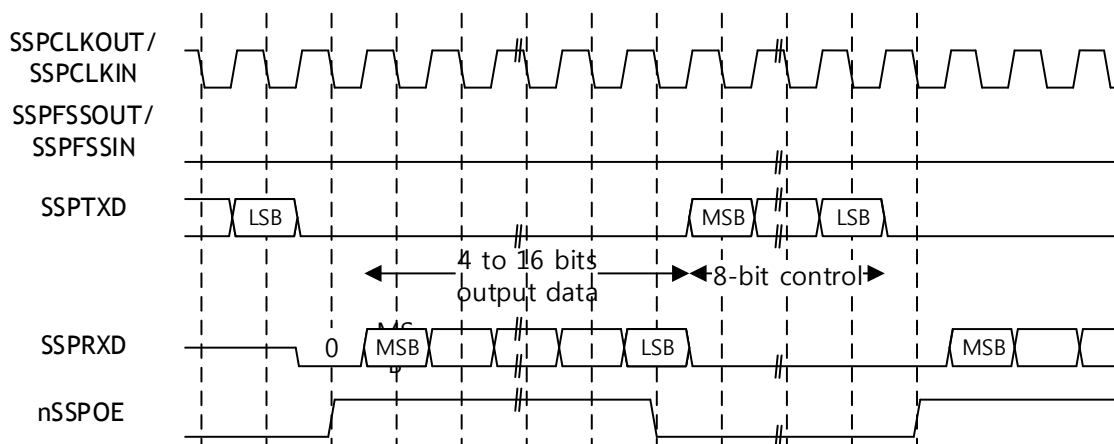 SSPCLKOUT/
SSPCLKIN
SSPFSSOUT/
SSPFSSIN
SSPTXD
LSB
MSB
LSB
4 to 16 bits
output data
8-bit control
SSPRXD
0
MS
B
MSB
LSB
MSB
nSSPOE